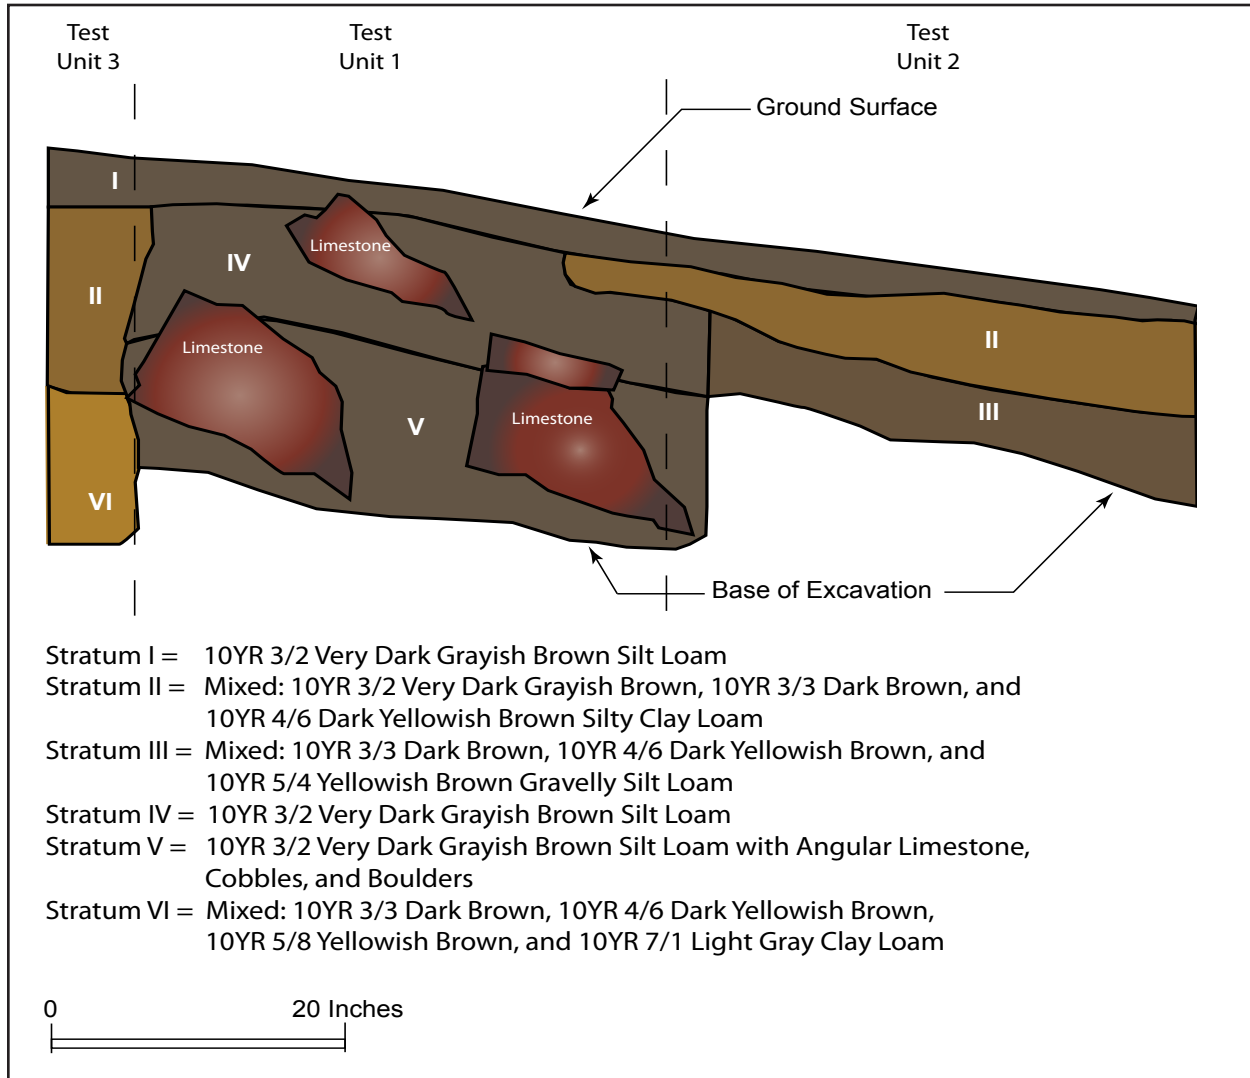 Test
Unit 3
Test
Unit 1
Test
Unit 2
Ground Surface
I
IV
Limestone
II
II
Limestone
Limestone
III
V
VI
Base of Excavation
Stratum I = 10YR 3/2 Very Dark Grayish Brown Silt Loam
Stratum II = Mixed: 10YR 3/2 Very Dark Grayish Brown, 10YR 3/3 Dark Brown, and
10YR 4/6 Dark Yellowish Brown Silty Clay Loam
Stratum III = Mixed: 10YR 3/3 Dark Brown, 10YR 4/6 Dark Yellowish Brown, and
10YR 5/4 Yellowish Brown Gravelly Silt Loam
Stratum IV = 10YR 3/2 Very Dark Grayish Brown Silt Loam
Stratum V = 10YR 3/2 Very Dark Grayish Brown Silt Loam with Angular Limestone,
Cobbles, and Boulders
Stratum VI = Mixed: 10YR 3/3 Dark Brown, 10YR 4/6 Dark Yellowish Brown,
10YR 5/8 Yellowish Brown, and 10YR 7/1 Light Gray Clay Loam
0 20 Inches